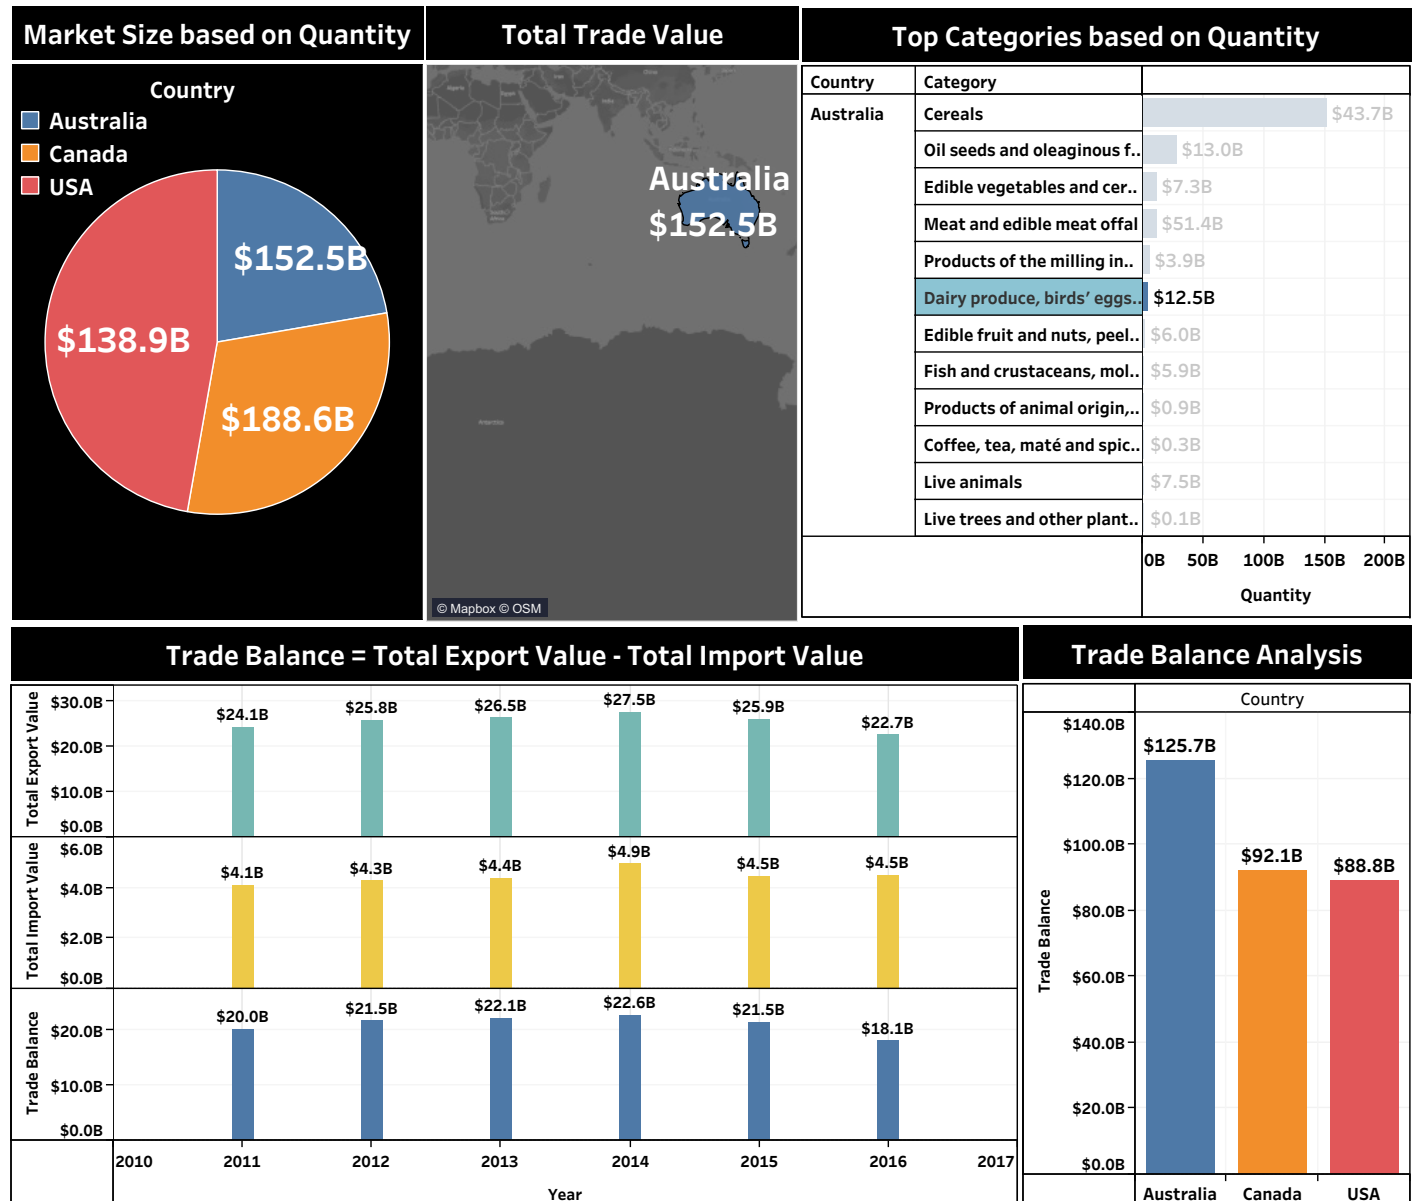 Market Size based on Quantity
Total Trade Value
Top Categories based on Quantity
Country
Australia
Canada
USA
$152.5B
$138.9B
$188.6B
Australia
$152.5B
© Mapbox © OSM
Country Category
Australia Cereals $43.7B
Oil seeds and oleaginous f.. $13.0B
Edible vegetables and cer.. $7.3B
Meat and edible meat offal $51.4B
Products of the milling in.. $3.9B
Dairy produce, birds’ eggs.. $12.5B
Edible fruit and nuts, peel.. $6.0B
Fish and crustaceans, mol.. $5.9B
Products of animal origin,.. $0.9B
Coffee, tea, maté and spic.. $0.3B
Live animals $7.5B
Live trees and other plant.. $0.1B
0B 50B 100B 150B 200B
Quantity
Trade Balance = Total Export Value - Total Import Value
Total Export Value
$30.0B
$20.0B
$10.0B
$0.0B
$24.1B $25.8B $26.5B $27.5B $25.9B $22.7B
Total Import Value
$6.0B
$4.0B
$2.0B
$0.0B
$4.1B $4.3B $4.4B $4.9B $4.5B $4.5B
Trade Balance
$20.0B
$10.0B
$0.0B
$20.0B $21.5B $22.1B $22.6B $21.5B $18.1B
2010 2011 2012 2013 2014 2015 2016 2017
Year
Trade Balance Analysis
Country
Trade Balance
$140.0B
$120.0B
$100.0B
$80.0B
$60.0B
$40.0B
$20.0B
$0.0B
$125.7B $92.1B $88.8B
Australia Canada USA